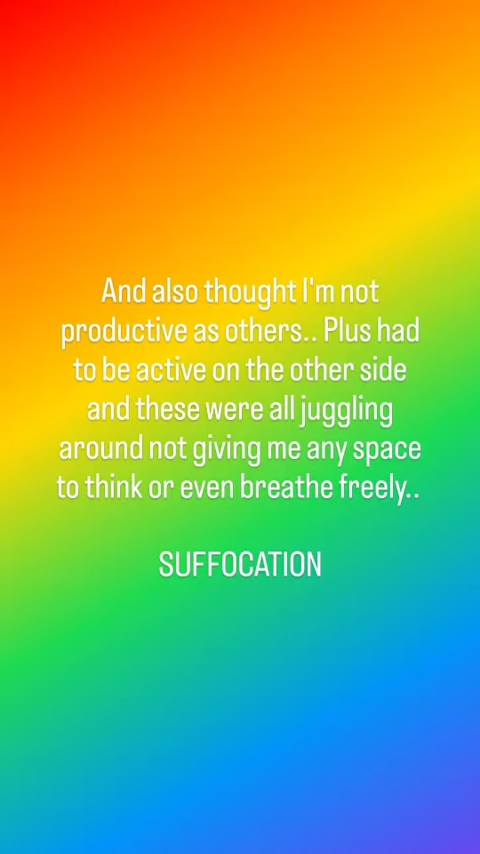 And also thought I'm not
productive as others.. Plus had
to be active on the other side
and these were all juggling
around not giving me any space
to think or even breathe freely..
SUFFOCATION